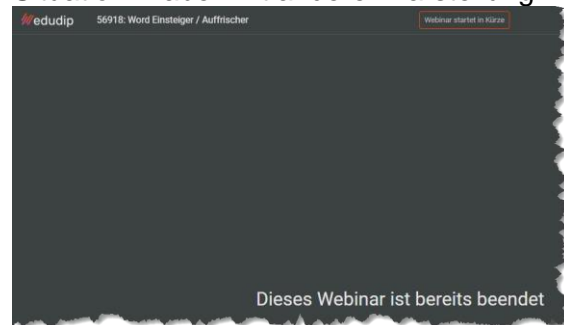 edudip 56918: Word Einsteiger / Auffrischer Webinar startet in Kürze
Dieses Webinar ist bereits beendet